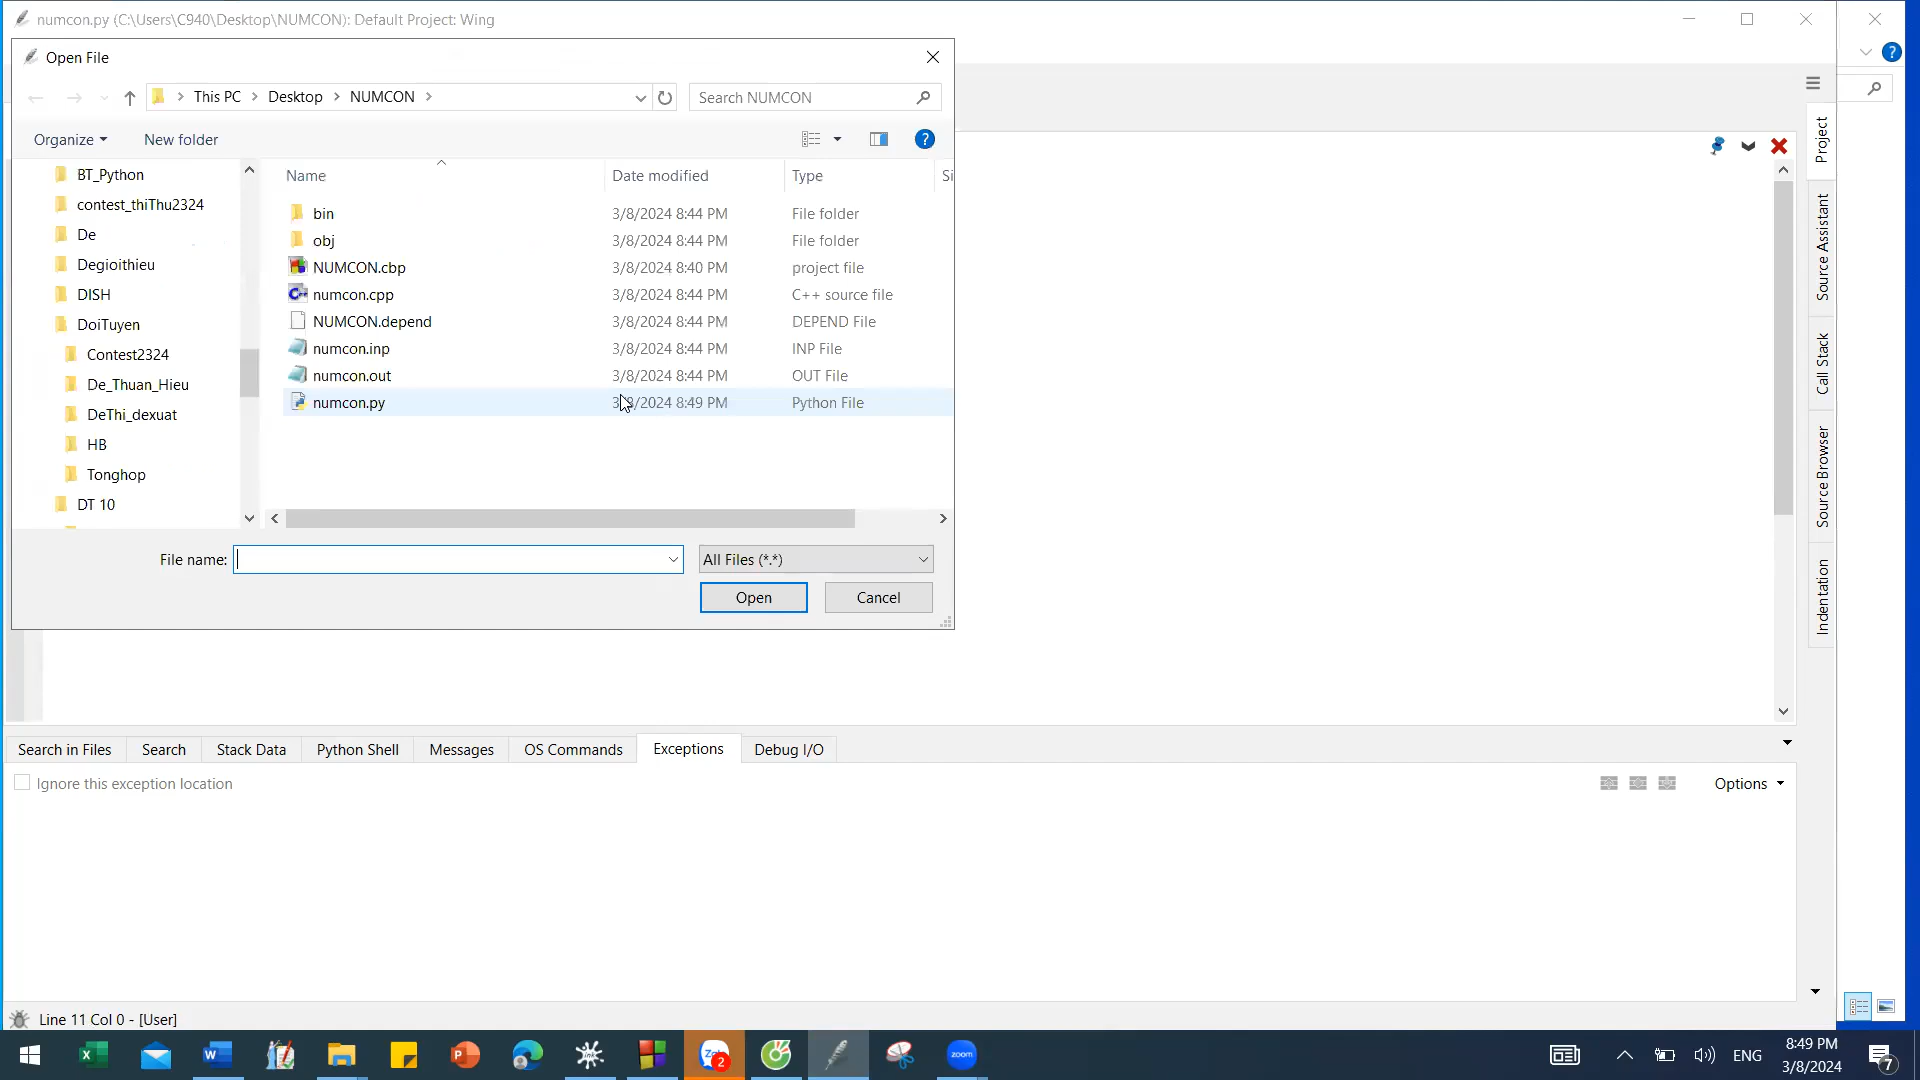 numcon.py (C:\Users\C940\Desktop\NUMCON): Default Project: Wing
Open File
This PC > Desktop > NUMCON >
Search NUMCON
Organize
New folder
Name
Date modified
Type
Si
BT_Python
contest_thiThu2324
De
Degioithieu
DISH
DoiTuyen
Contest2324
De_Thuan_Hieu
DeThi_dexuat
HB
Tonghop
DT 10
bin 3/8/2024 8:44 PM File folder
obj 3/8/2024 8:44 PM File folder
NUMCON.cbp 3/8/2024 8:40 PM project file
numcon.cpp 3/8/2024 8:44 PM C++ source file
NUMCON.depend 3/8/2024 8:44 PM DEPEND File
numcon.inp 3/8/2024 8:44 PM INP File
numcon.out 3/8/2024 8:44 PM OUT File
numcon.py 3/8/2024 8:49 PM Python File
File name:
All Files (*.*)
Open
Cancel
Project
Source Assistant
Call Stack
Source Browser
Indentation
Search in Files
Search
Stack Data
Python Shell
Messages
OS Commands
Exceptions
Debug I/O
Ignore this exception location
Options
Line 11 Col 0 - [User]
2
zoom
ENG
8:49 PM
3/8/2024
7